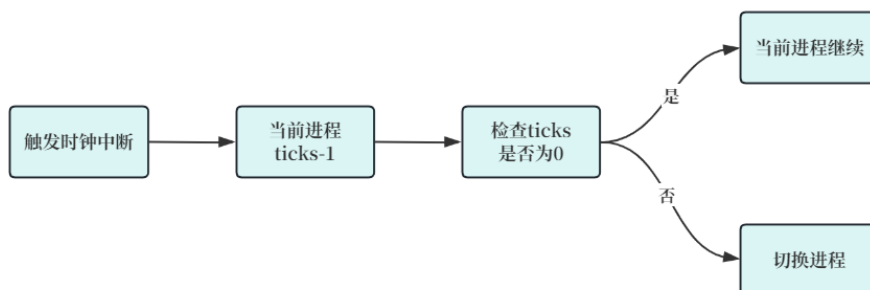 触发时钟中断
当前进程
ticks-1
检查ticks
是否为0
是
当前进程继续
否
切换进程